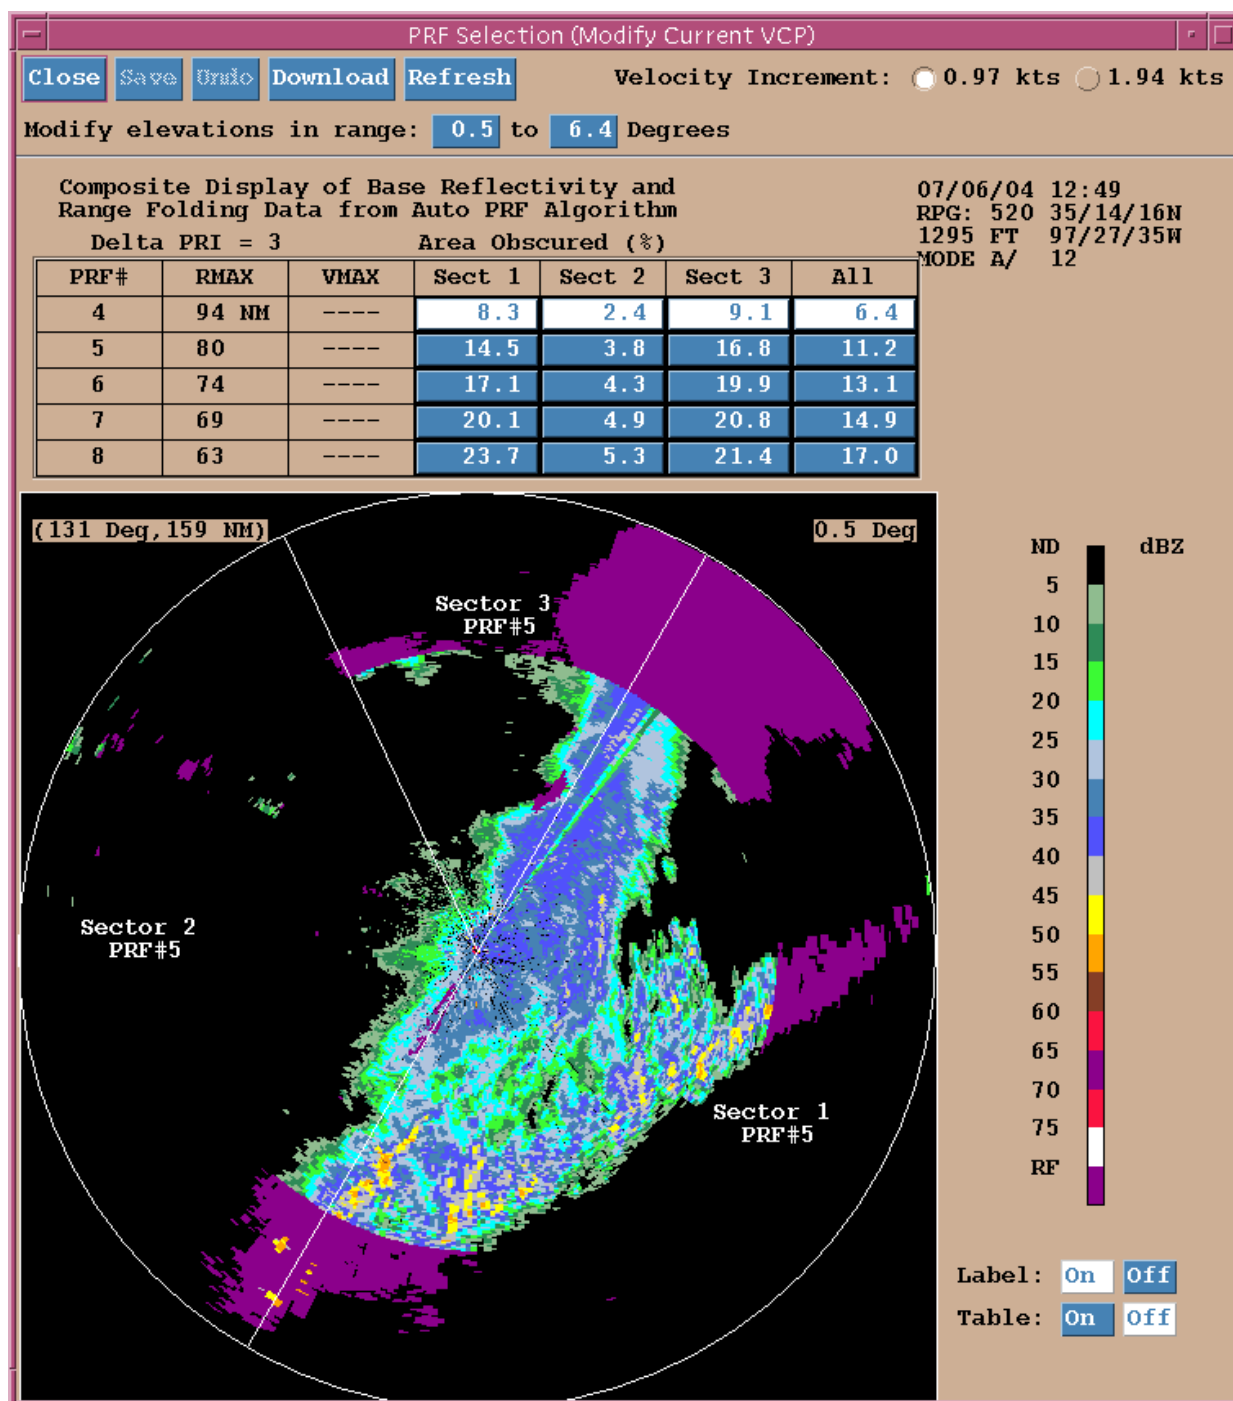 PRF Selection (Modify Current VCP)
Close Save Undo Download Refresh Velocity Increment: 0.97 kts 1.94 kts
Modify elevations in range: 0.5 to 6.4 Degrees
Composite Display of Base Reflectivity and
Range Folding Data from Auto PRF Algorithm
07/06/04 12:49
RPG: 520 35/14/16N
1295 FT 97/27/35W
MODE A/ 12
Delta PRI = 3 Area Obscured (%)
PRF# RMAX VMAX Sect 1 Sect 2 Sect 3 All
4 94 NM ---- 8.3 2.4 9.1 6.4
5 80 ---- 14.5 3.8 16.8 11.2
6 74 ---- 17.1 4.3 19.9 13.1
7 69 ---- 20.1 4.9 20.8 14.9
8 63 ---- 23.7 5.3 21.4 17.0
(131 Deg,159 NM) 0.5 Deg
Sector 3
PRF#5
Sector 2
PRF#5
Sector 1
PRF#5
ND dBZ
5
10
15
20
25
30
35
40
45
50
55
60
65
70
75
RF
Label: On Off
Table: On Off